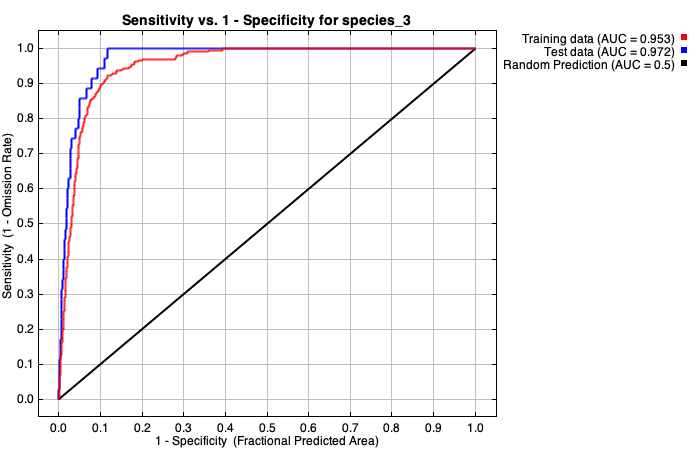 Sensitivity vs. 1 - Specificity for species_3
Training data (AUC = 0.953)
Test data (AUC = 0.972)
Random Prediction (AUC = 0.5)
Sensitivity (1 - Omission Rate)
1.0
0.9
0.8
0.7
0.6
0.5
0.4
0.3
0.2
0.1
0.0
0.0 0.1 0.2 0.3 0.4 0.5 0.6 0.7 0.8 0.9 1.0
1 - Specificity (Fractional Predicted Area)